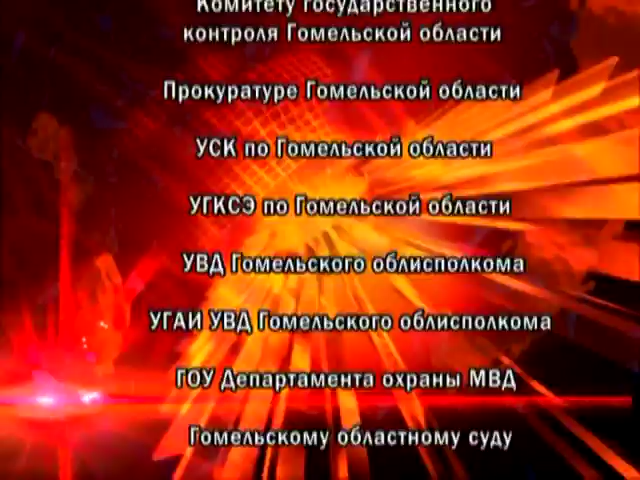 Комитету государственного
контроля Гомельской области
Прокуратуре Гомельской области
УСК по Гомельской области
УГКСЭ по Гомельской области
УВД Гомельского облисполкома
УГАИ УВД Гомельского облисполкома
ГОУ Департамента охраны МВД
Гомельскому областному суду